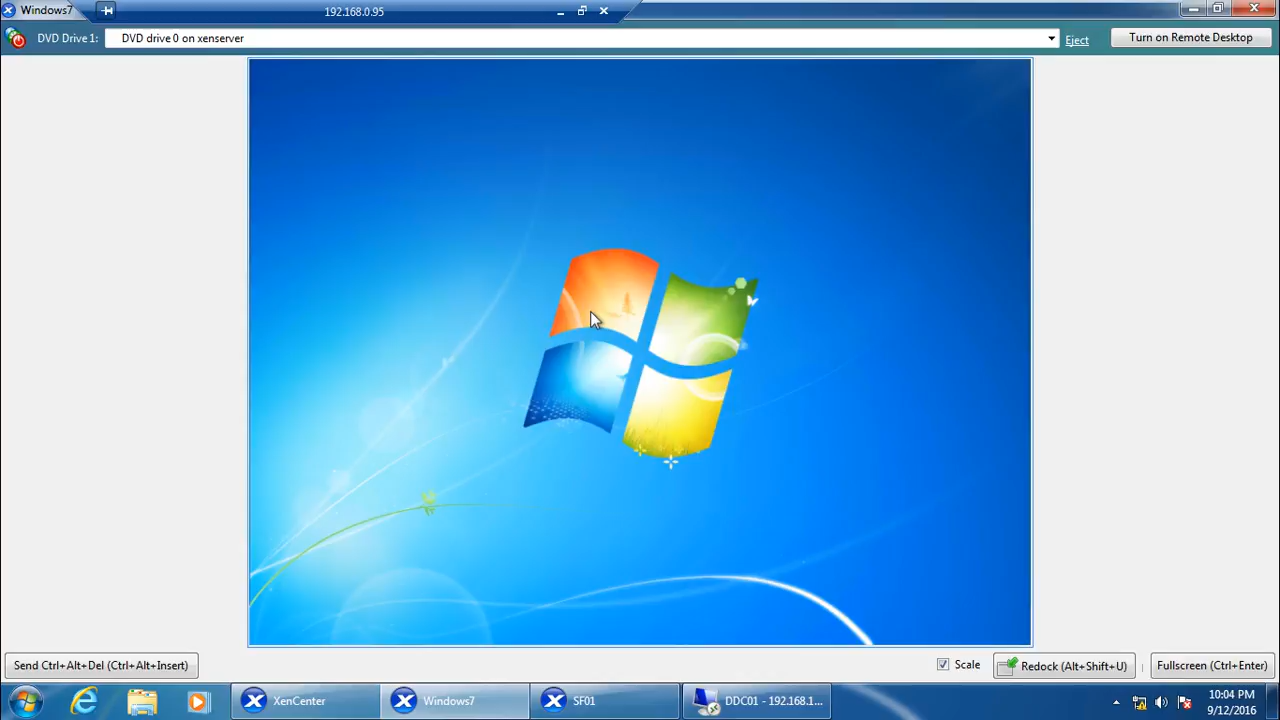 Windows7
192.168.0.95
DVD Drive 1:
DVD drive 0 on xenserver
Eject
Turn on Remote Desktop
Send Ctrl+Alt+Del (Ctrl+Alt+Insert)
Scale
Redock (Alt+Shift+U)
Fullscreen (Ctrl+Enter)
XenCenter
Windows7
SF01
DDC01 - 192.168.1...
10:04 PM
9/12/2016